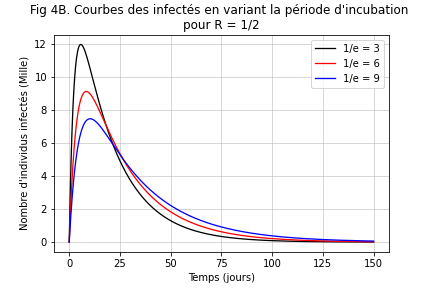 Fig 4B. Courbes des infectés en variant la période d'incubation
pour R = 1/2
Nombre d'individus infectés (Mille)
12
10
8
6
4
2
0
1/e = 3
1/e = 6
1/e = 9
0 25 50 75 100 125 150
Temps (jours)